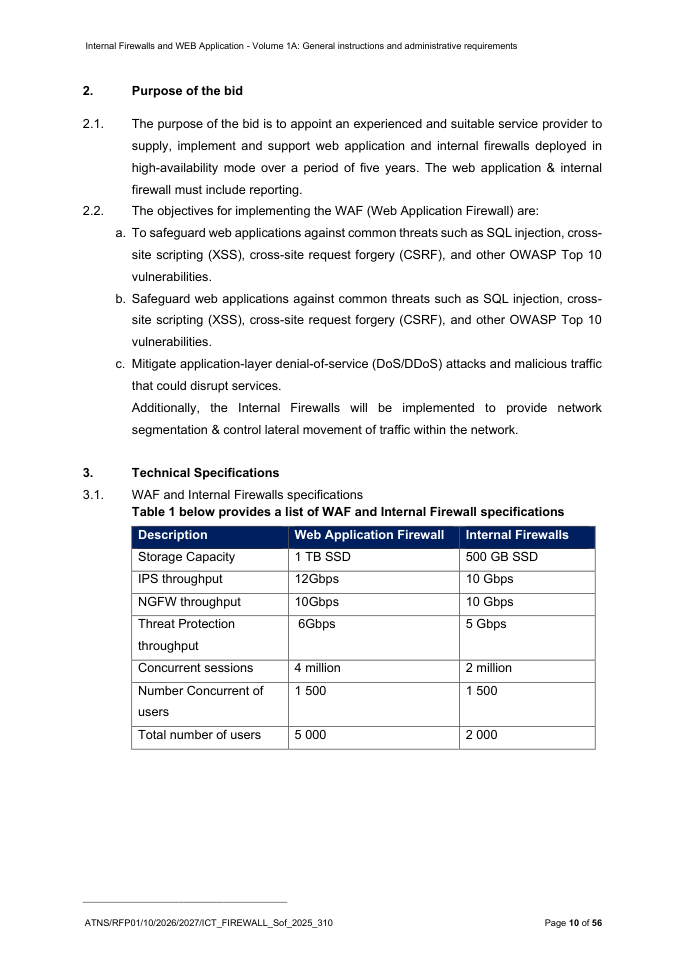 Internal Firewalls and WEB Application - Volume 1A: General instructions and administrative requirements
2. Purpose of the bid
2.1. The purpose of the bid is to appoint an experienced and suitable service provider to
supply, implement and support web application and internal firewalls deployed in
high-availability mode over a period of five years. The web application & internal
firewall must include reporting.
2.2. The objectives for implementing the WAF (Web Application Firewall) are:
a. To safeguard web applications against common threats such as SQL injection, cross-
site scripting (XSS), cross-site request forgery (CSRF), and other OWASP Top 10
vulnerabilities.
b. Safeguard web applications against common threats such as SQL injection, cross-
site scripting (XSS), cross-site request forgery (CSRF), and other OWASP Top 10
vulnerabilities.
c. Mitigate application-layer denial-of-service (DoS/DDoS) attacks and malicious traffic
that could disrupt services.
Additionally, the Internal Firewalls will be implemented to provide network
segmentation & control lateral movement of traffic within the network.
3. Technical Specifications
3.1. WAF and Internal Firewalls specifications
Table 1 below provides a list of WAF and Internal Firewall specifications
Description Web Application Firewall Internal Firewalls
Storage Capacity 1 TB SSD 500 GB SSD
IPS throughput 12Gbps 10 Gbps
NGFW throughput 10Gbps 10 Gbps
Threat Protection 6Gbps 5 Gbps
throughput
Concurrent sessions 4 million 2 million
Number Concurrent of 1 500 1 500
users
Total number of users 5 000 2 000
ATNS/RFP01/10/2026/2027/ICT_FIREWALL_Sof_2025_310 Page 10 of 56